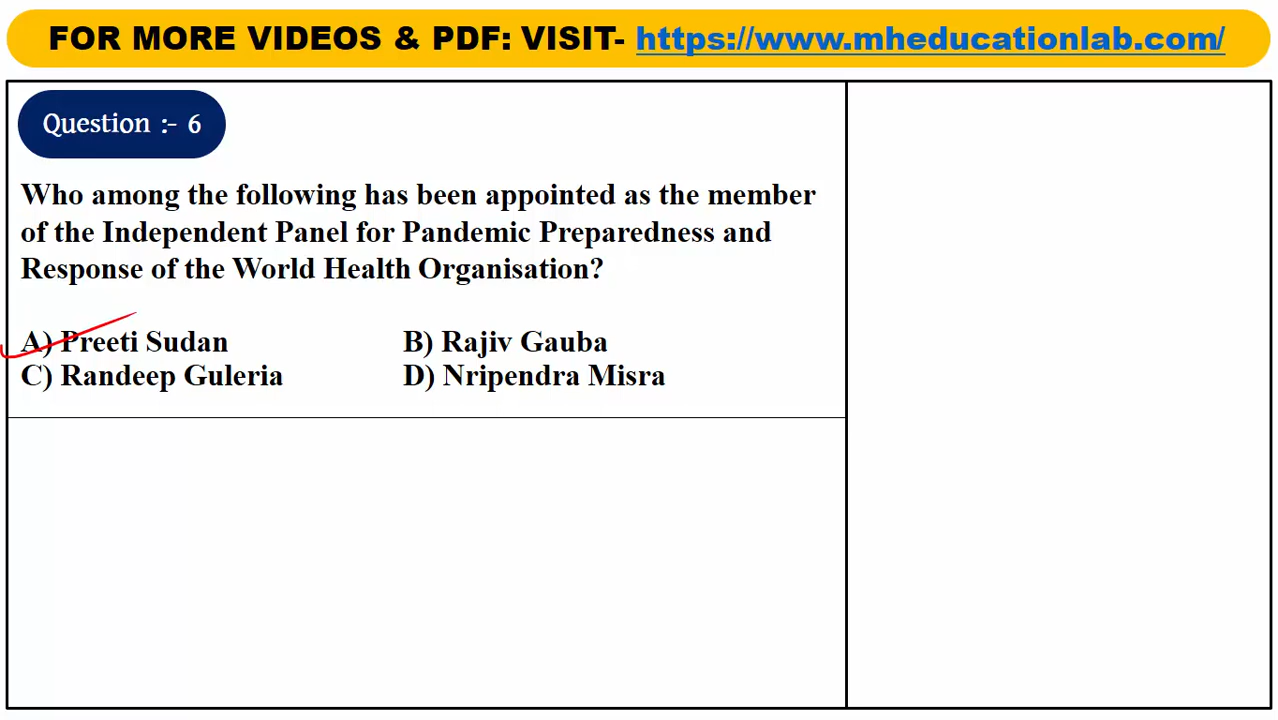 FOR MORE VIDEOS & PDF: VISIT- https://www.mheducationlab.com/
Question :- 6
Who among the following has been appointed as the member
of the Independent Panel for Pandemic Preparedness and
Response of the World Health Organisation?
A) Preeti Sudan B) Rajiv Gauba
C) Randeep Guleria D) Nripendra Misra